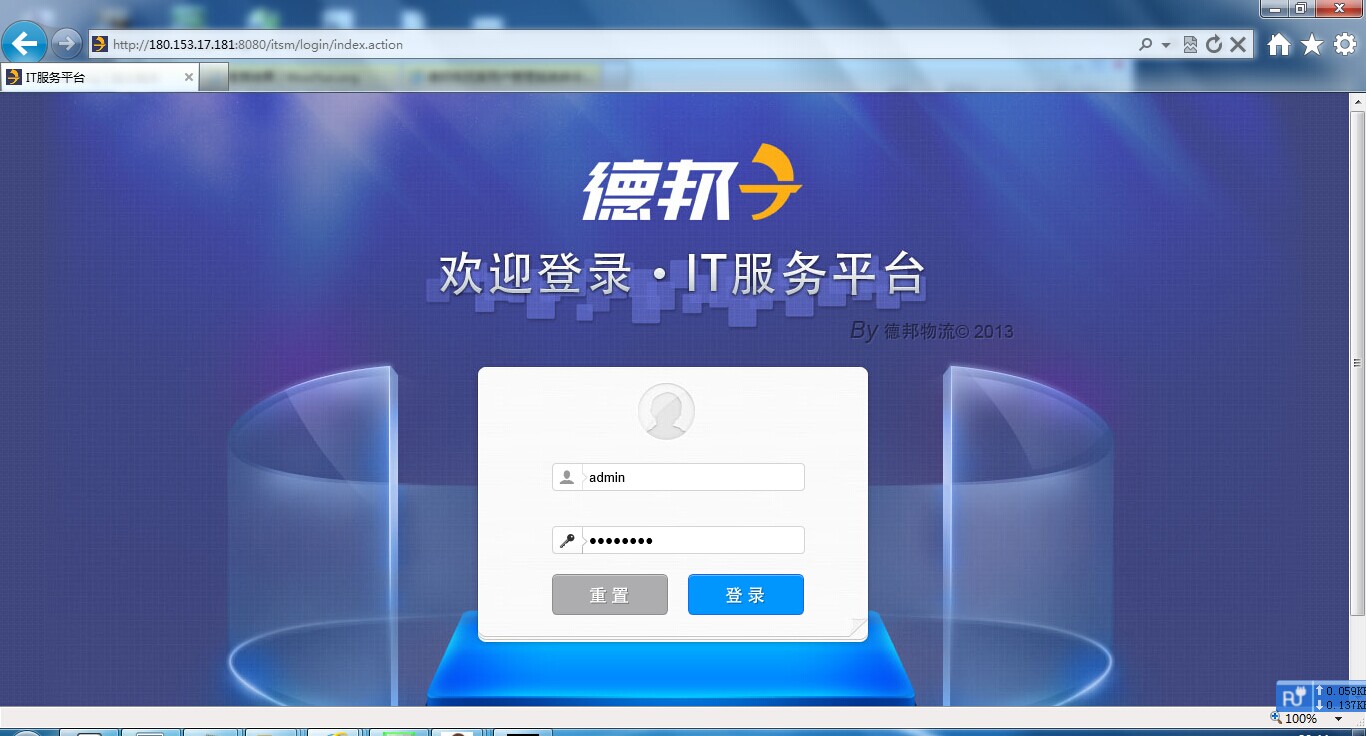 http://180.153.17.181:8080/itsm/login/index.action
IT服务平台
德邦
欢迎登录·IT服务平台
By 德邦物流© 2013
admin
重置
登录
0.059K
0.137K
100%